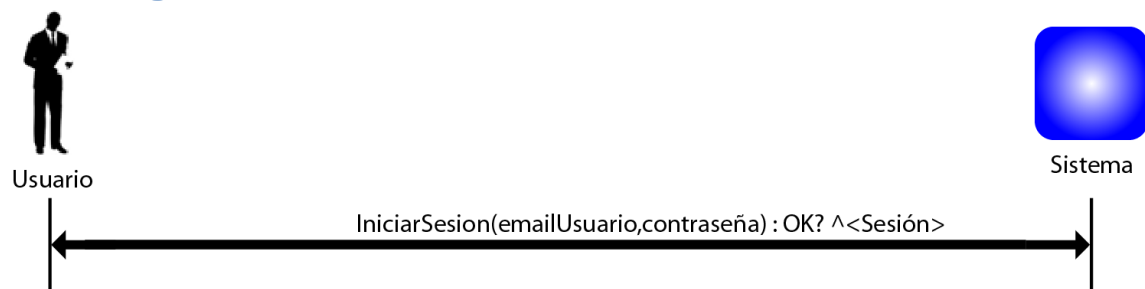 Usuario
Sistema
IniciarSesion(emailUsuario,contraseña) : OK? ^<Sesión>